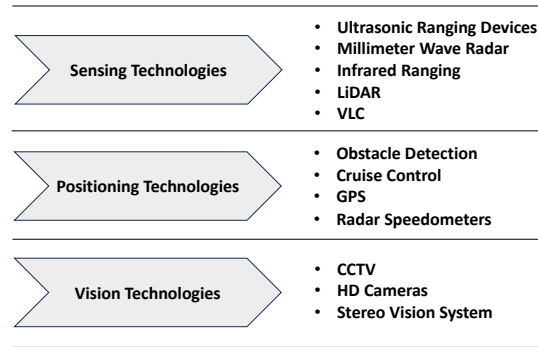 Sensing Technologies
• Ultrasonic Ranging Devices
• Millimeter Wave Radar
• Infrared Ranging
• LiDAR
• VLC
Positioning Technologies
• Obstacle Detection
• Cruise Control
• GPS
• Radar Speedometers
Vision Technologies
• CCTV
• HD Cameras
• Stereo Vision System